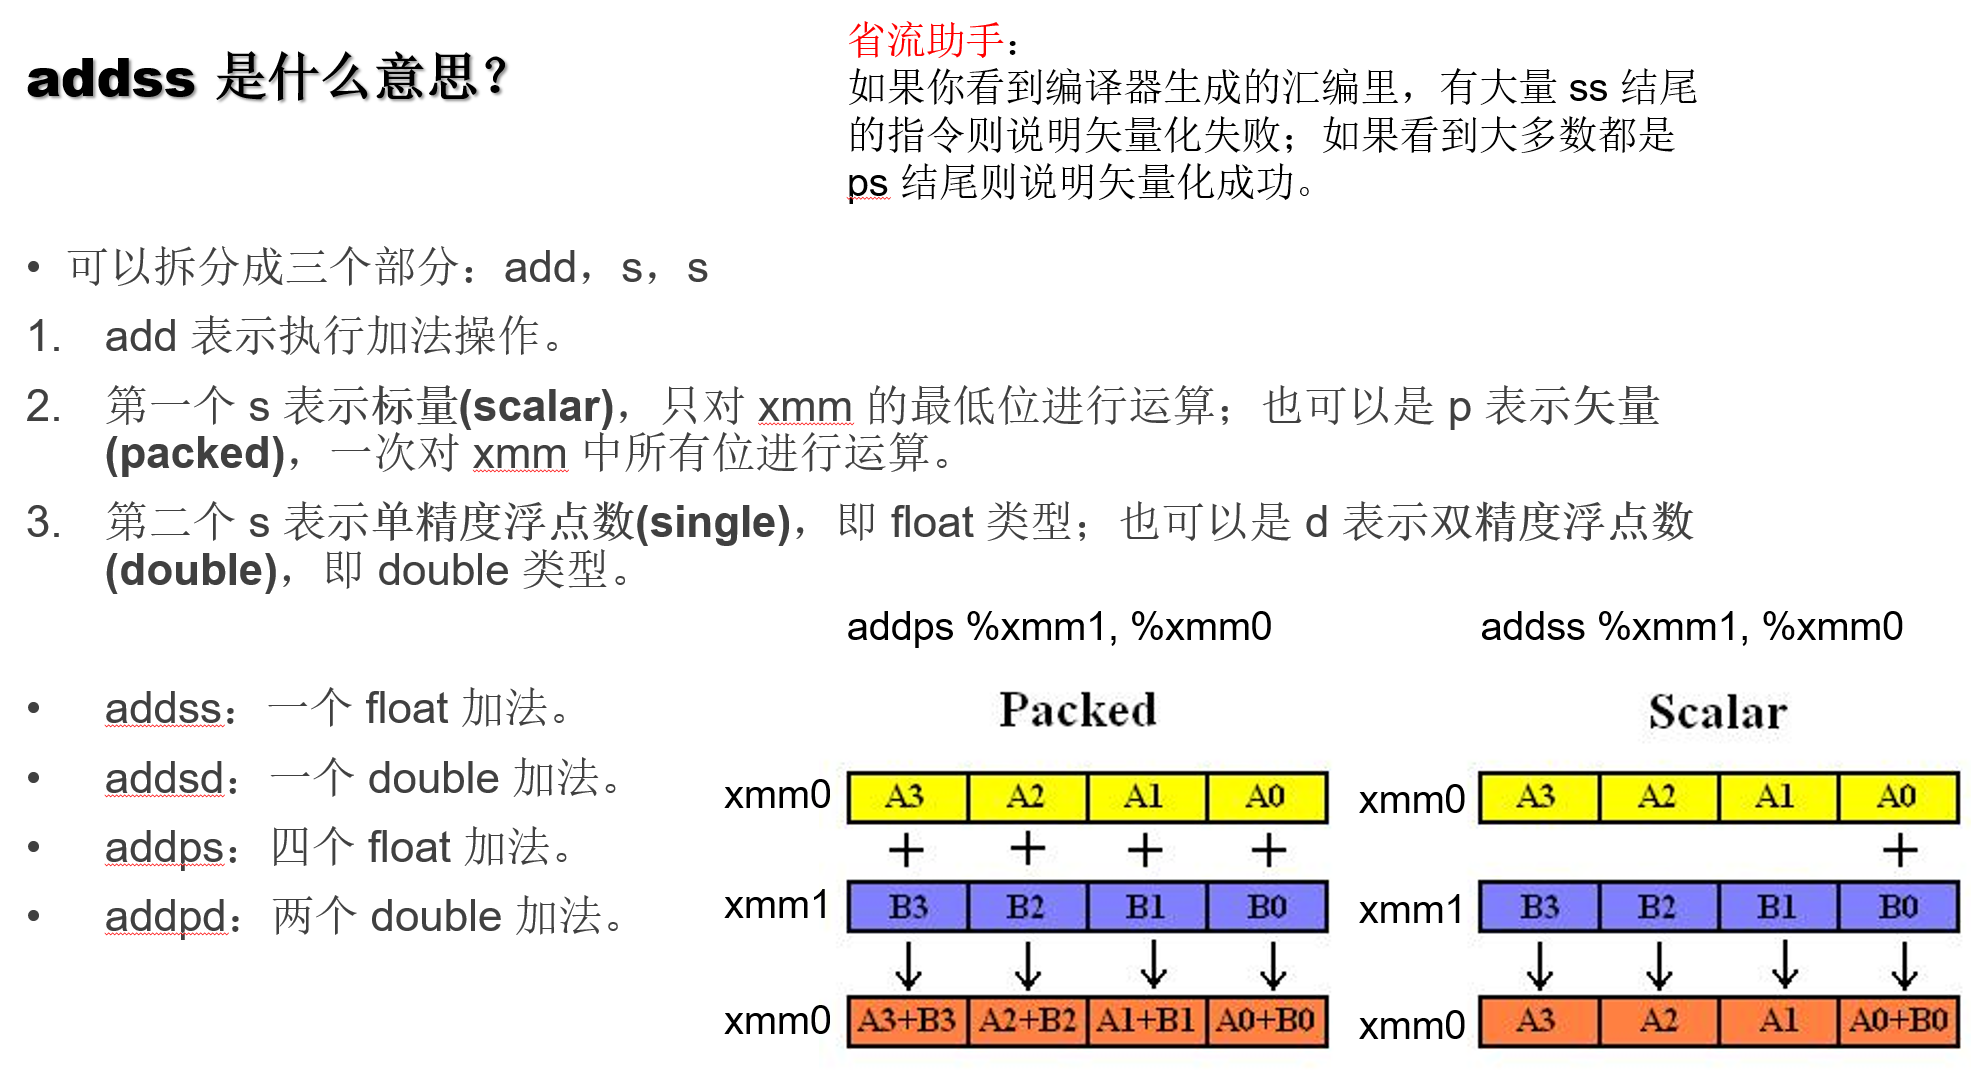 addss 是什么意思？
省流助手：
如果你看到编译器生成的汇编里，有大量 ss 结尾
的指令则说明矢量化失败；如果看到大多数都是
ps 结尾则说明矢量化成功。
• 可以拆分成三个部分：add，s，s
1. add 表示执行加法操作。
2. 第一个 s 表示标量(scalar)，只对 xmm 的最低位进行运算；也可以是 p 表示矢量
(packed)，一次对 xmm 中所有位进行运算。
3. 第二个 s 表示单精度浮点数(single)，即 float 类型；也可以是 d 表示双精度浮点数
(double)，即 double 类型。
• addss：一个 float 加法。
• addsd：一个 double 加法。
• addps：四个 float 加法。
• addpd：两个 double 加法。
addps %xmm1, %xmm0
Packed
xmm0 A3 A2 A1 A0
+ + + +
xmm1 B3 B2 B1 B0
xmm0 A3+B3 A2+B2 A1+B1 A0+B0
addss %xmm1, %xmm0
Scalar
xmm0 A3 A2 A1 A0
+
xmm1 B3 B2 B1 B0
xmm0 A3 A2 A1 A0+B0